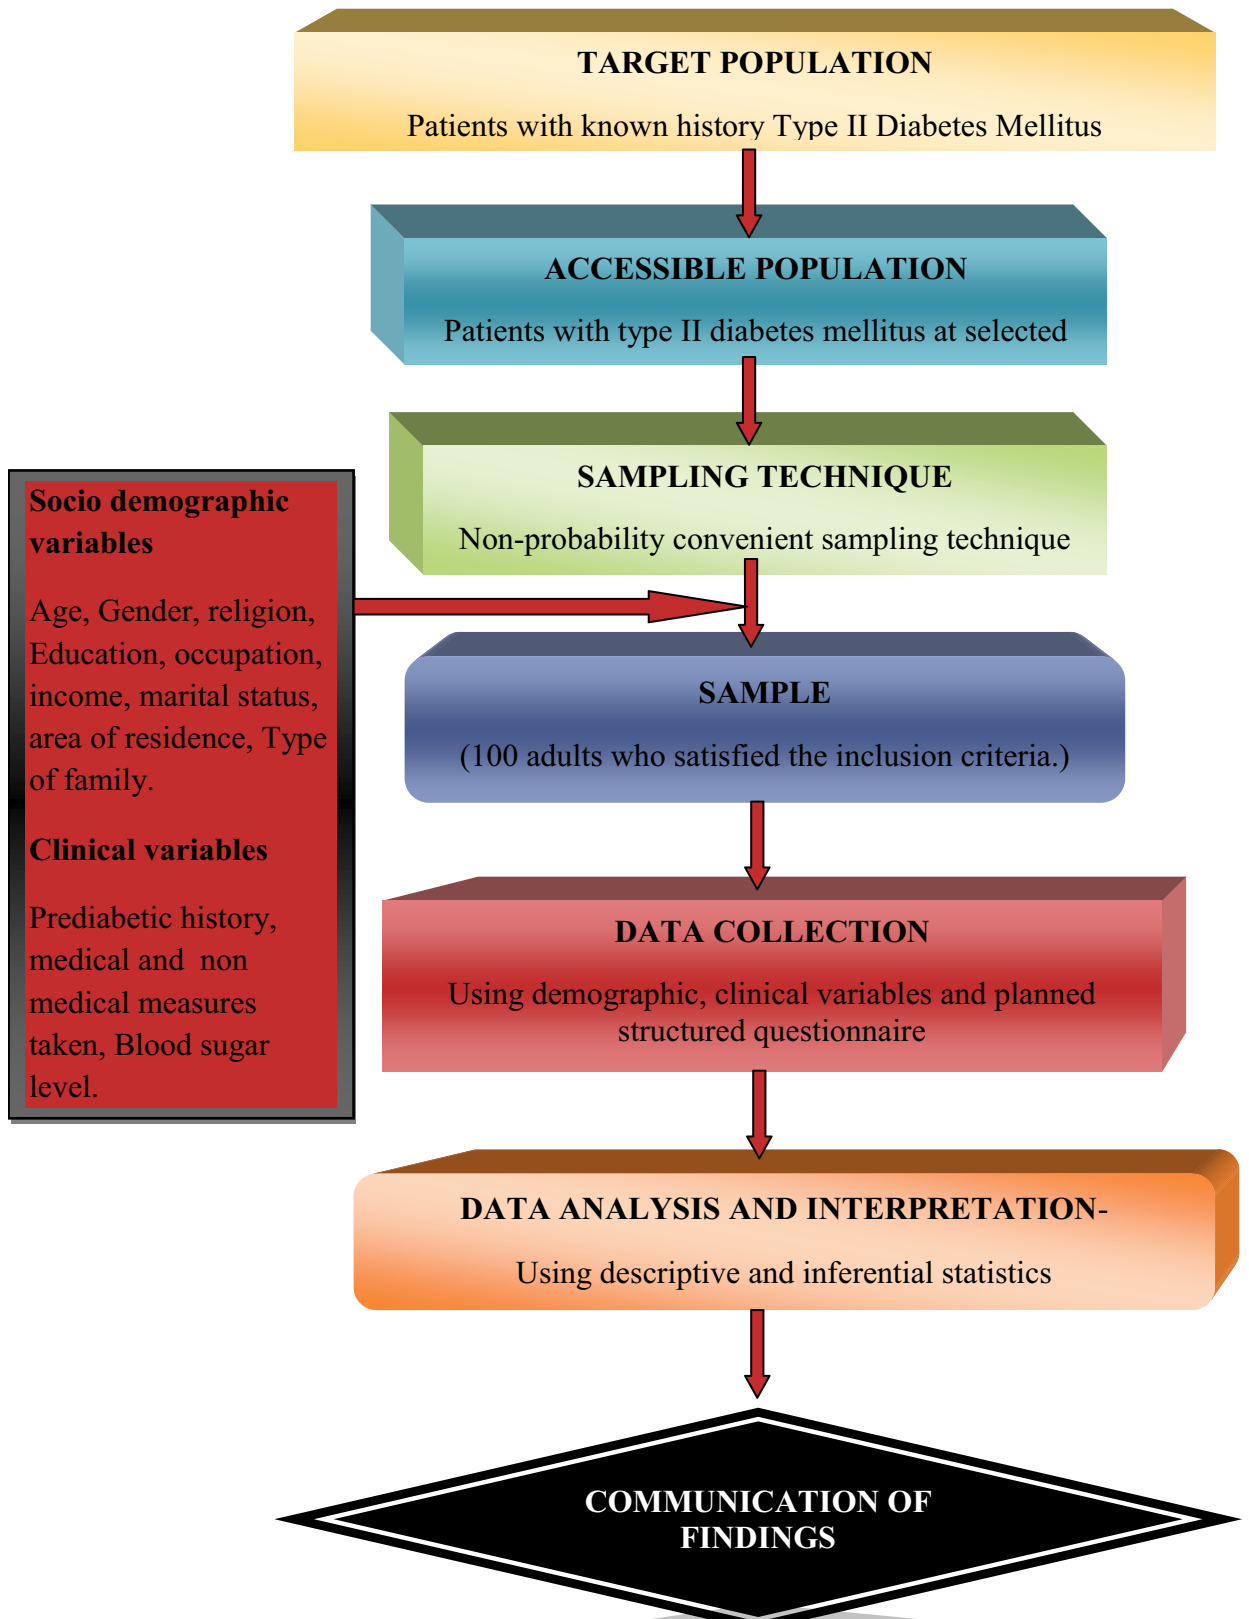 TARGET POPULATION
Patients with known history Type II Diabetes Mellitus
ACCESSIBLE POPULATION
Patients with type II diabetes mellitus at selected
SAMPLING TECHNIQUE
Non-probability convenient sampling technique
Socio demographic
variables
Age, Gender, religion,
Education, occupation,
income, marital status,
area of residence, Type
of family.
Clinical variables
Prediabetic history,
medical and non
medical measures
taken, Blood sugar
level.
SAMPLE
(100 adults who satisfied the inclusion criteria.)
DATA COLLECTION
Using demographic, clinical variables and planned
structured questionnaire
DATA ANALYSIS AND INTERPRETATION-
Using descriptive and inferential statistics
COMMUNICATION OF
FINDINGS